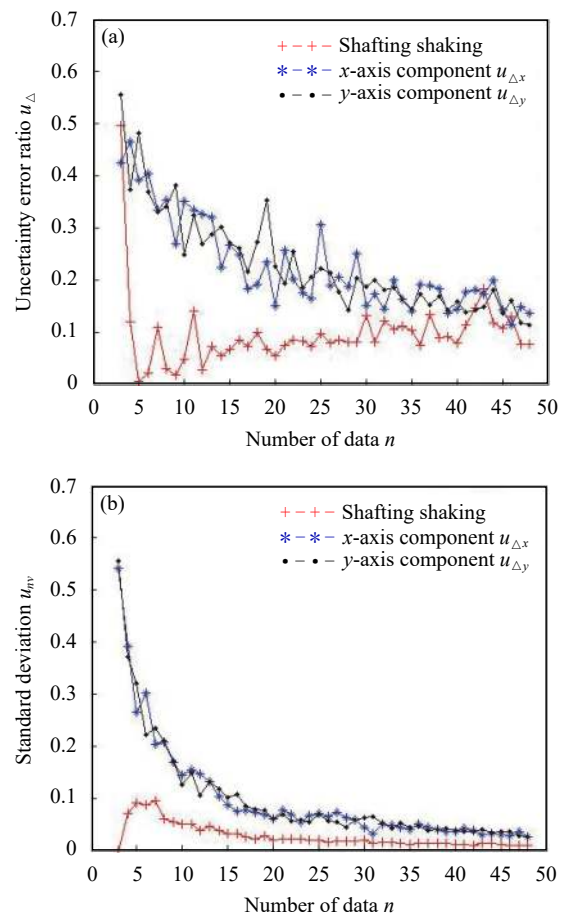 (a)
Shafting shaking
x-axis component u△x
y-axis component u△y
Uncertainty error ratio u△
0.7
0.6
0.5
0.4
0.3
0.2
0.1
0
0 5 10 15 20 25 30 35 40 45 50
Number of data n
(b)
Shafting shaking
x-axis component u△x
y-axis component u△y
Standard deviation unv
0.7
0.6
0.5
0.4
0.3
0.2
0.1
0
0 5 10 15 20 25 30 35 40 45 50
Number of data n